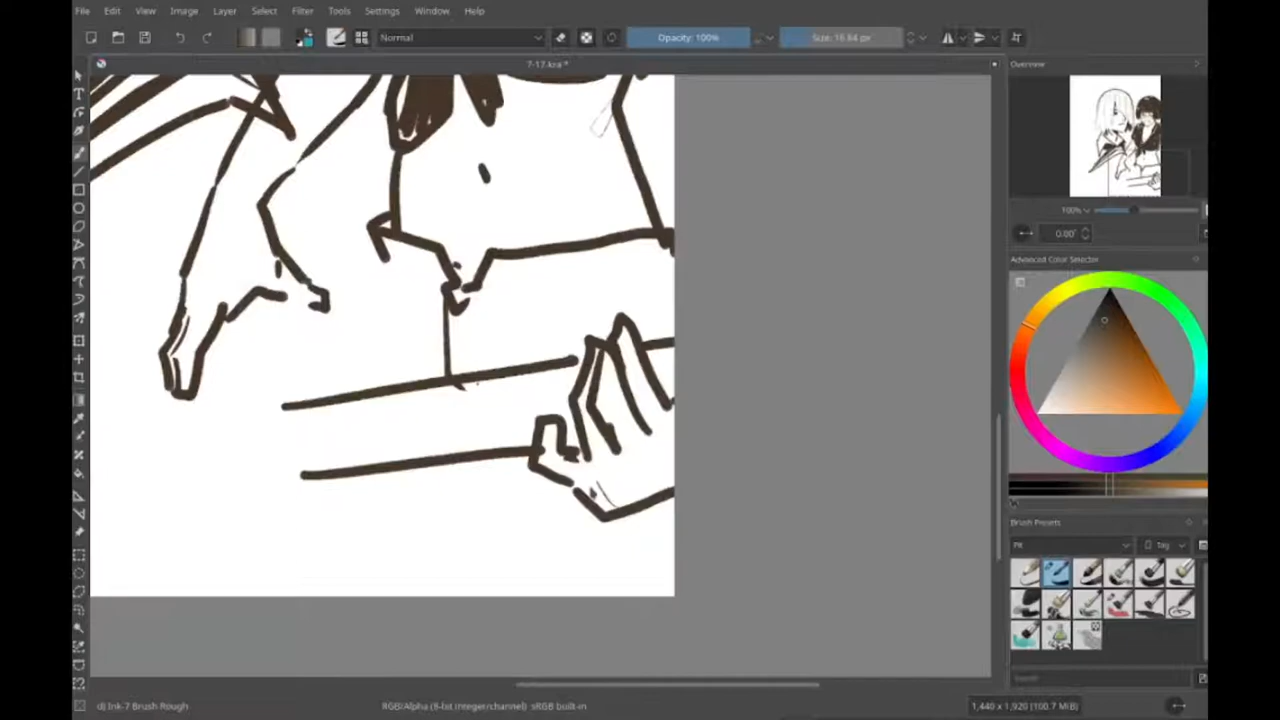 File Edit View Image Layer Select Filter Tools Settings Window Help
Normal Opacity: 100% Size: 16.84 px
7-17.kra *
Overview
100%
0.00°
Advanced Color Selector
Brush Presets
Tag
Search
d) Ink-7 Brush Rough RGB/Alpha (8-bit integer/channel) sRGB built-in 1,440 x 1,920 (100.7 MiB)